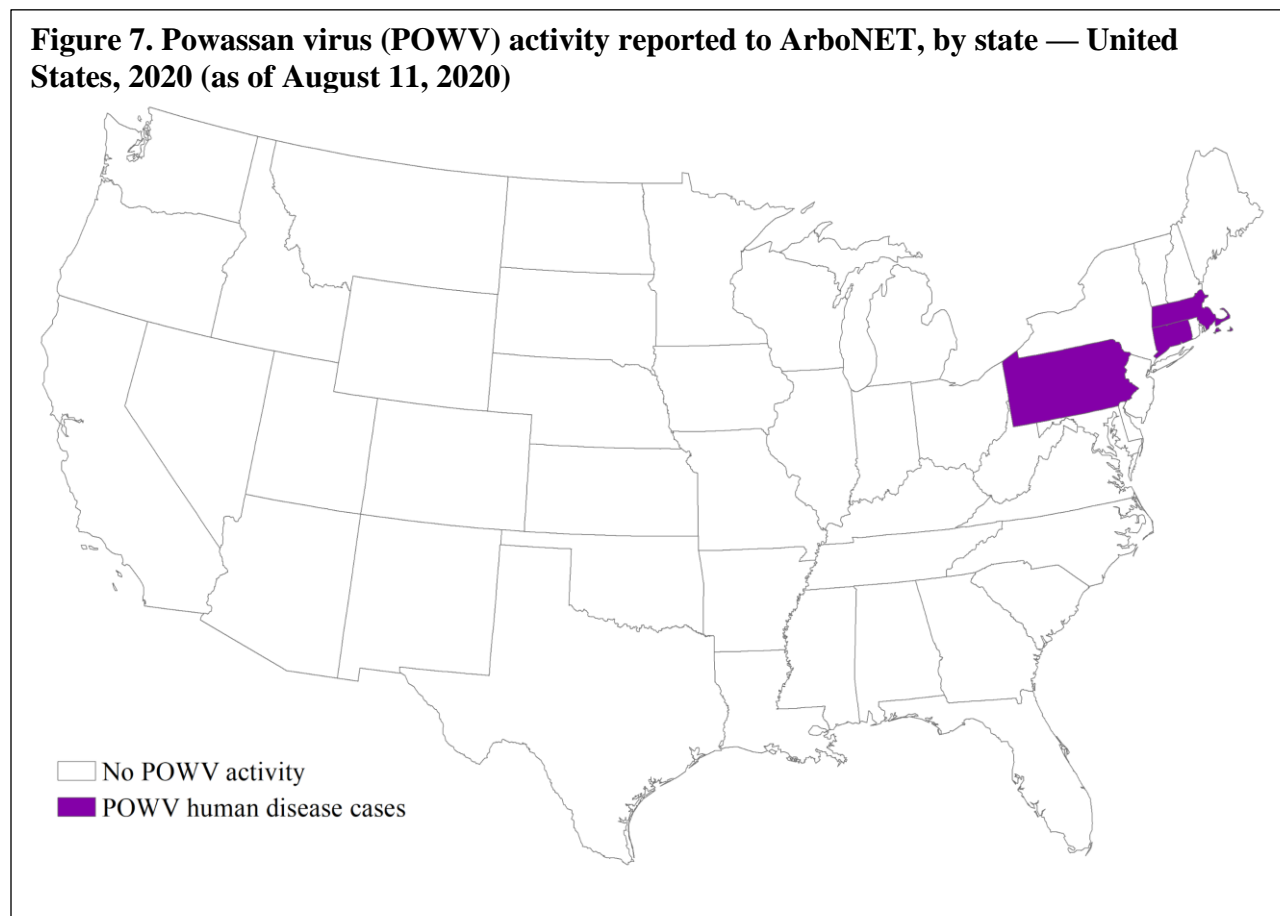 Figure 7. Powassan virus (POWV) activity reported to ArboNET, by state — United
States, 2020 (as of August 11, 2020)
No POWV activity
POWV human disease cases